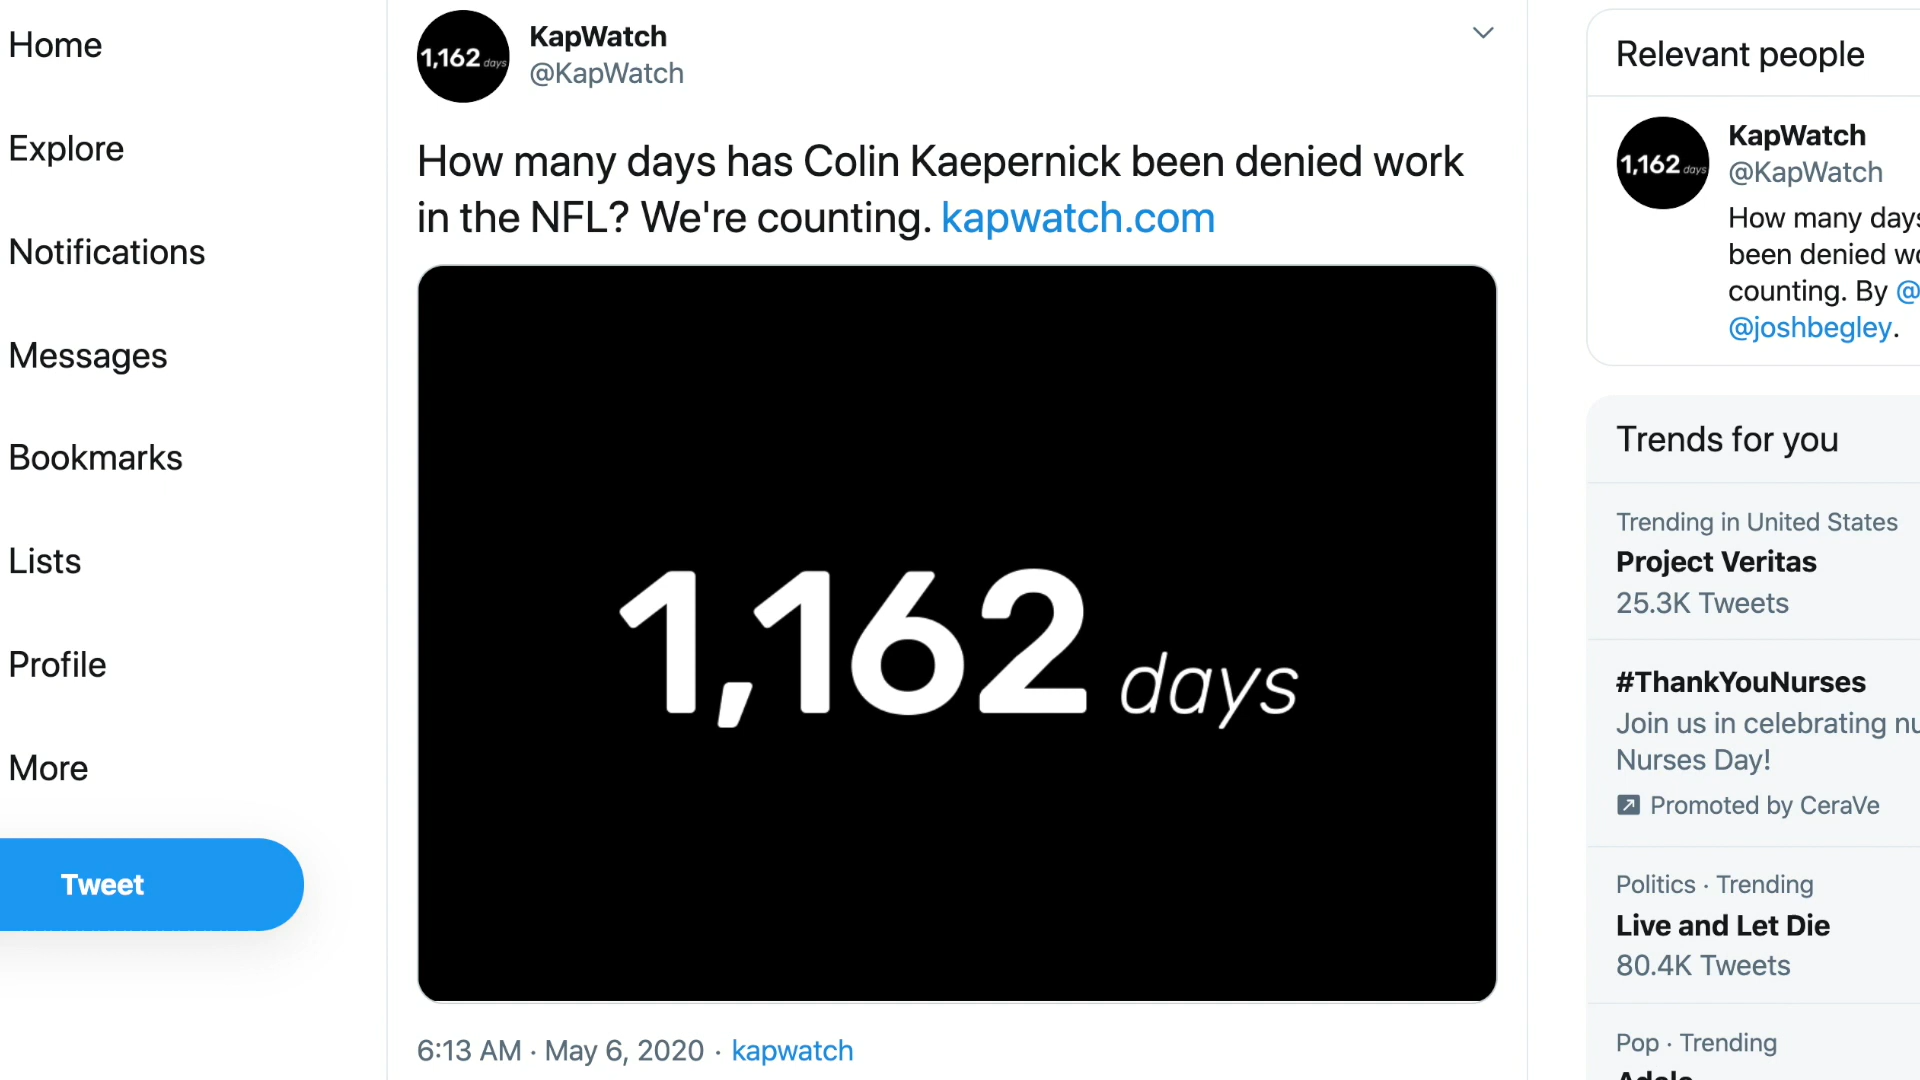 Home
Explore
Notifications
Messages
Bookmarks
Lists
Profile
More
Tweet
1,162 days
KapWatch
@KapWatch
How many days has Colin Kaepernick been denied work
in the NFL? We're counting. kapwatch.com
1,162 days
6:13 AM · May 6, 2020 · kapwatch
Relevant people
1,162 days
KapWatch
@KapWatch
How many days
been denied
counting. By @
@joshbegley.
Trends for you
Trending in United States
Project Veritas
25.3K Tweets
#ThankYouNurses
Join us in celebrating
Nurses Day!
Promoted by CeraVe
Politics · Trending
Live and Let Die
80.4K Tweets
Pop · Trending